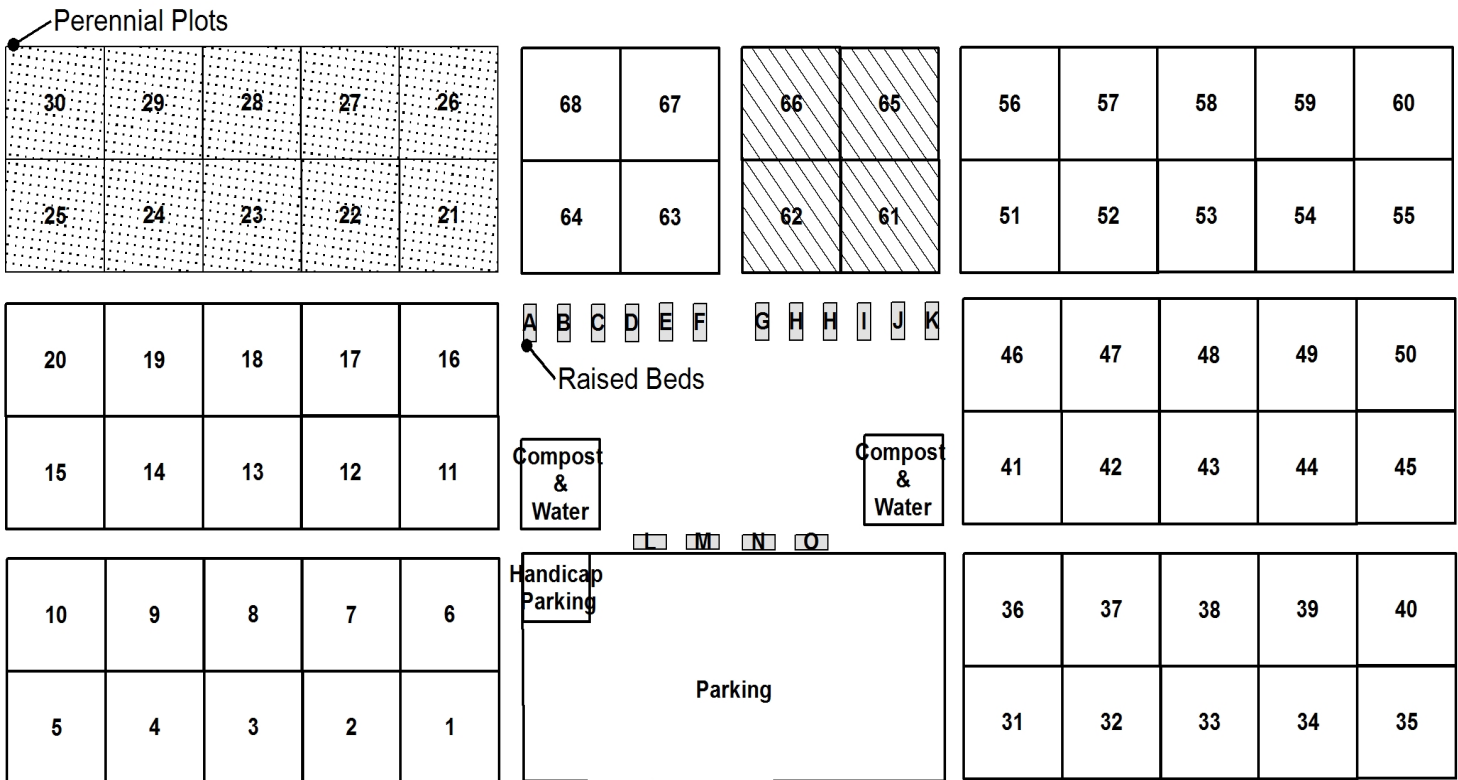 Perennial Plots
30 29 28 27 26 68 67 66 65 56 57 58 59 60
25 24 23 22 21 64 63 62 61 51 52 53 54 55
A B C D E F G H H I J K
20 19 18 17 16 46 47 48 49 50
Raised Beds
15 14 13 12 11 41 42 43 44 45
Compost
&
Water
Compost
&
Water
L M N O
Handicap
Parking
10 9 8 7 6 36 37 38 39 40
Parking
5 4 3 2 1 31 32 33 34 35